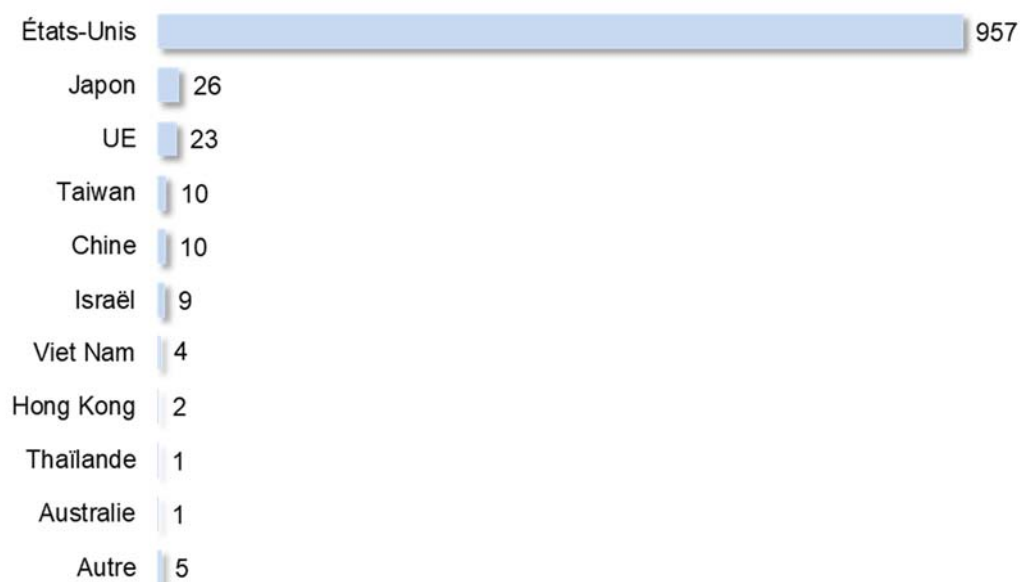 États-Unis 957
Japon 26
UE 23
Taiwan 10
Chine 10
Israël 9
Viet Nam 4
Hong Kong 2
Thaïlande 1
Australie 1
Autre 5